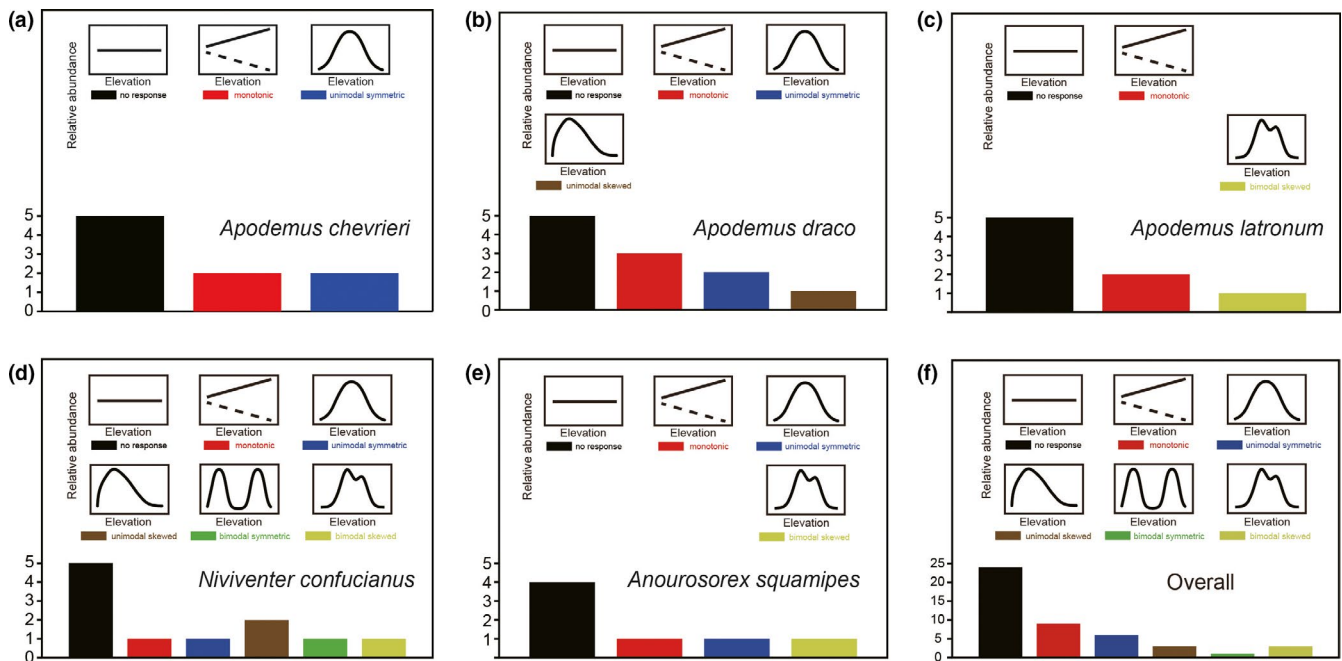 (a)
Relative abundance
Elevation Elevation Elevation
no response monotonic unimodal symmetric
5
4
3
2
1
0
Apodemus chevrieri
(b)
Relative abundance
Elevation Elevation Elevation
no response monotonic unimodal symmetric
Elevation
unimodal skewed
5
4
3
2
1
0
Apodemus draco
(c)
Relative abundance
Elevation Elevation
no response monotonic
Elevation
bimodal skewed
5
4
3
2
1
Apodemus latronum
(d)
Relative abundance
Elevation Elevation Elevation
no response monotonic unimodal symmetric
Elevation Elevation Elevation
unimodal skewed bimodal symmetric bimodal skewed
5
4
3
2
1
0
Niviventer confucianus
(e)
Relative abundance
Elevation Elevation Elevation
no response monotonic unimodal symmetric
Elevation
bimodal skewed
5
4
3
2
1
0
Anourosorex squamipes
(f)
Relative abundance
Elevation Elevation Elevation
no response monotonic unimodal symmetric
Elevation Elevation Elevation
unimodal skewed bimodal symmetric bimodal skewed
25
20
15
10
5
0
Overall